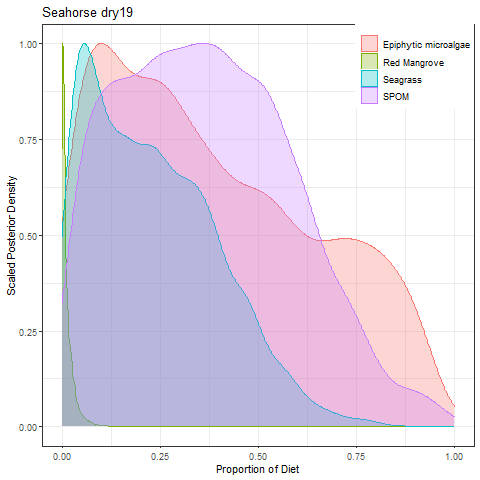 Seahorse dry19
Epiphytic microalgae
Red Mangrove
Seagrass
SPOM
Scaled Posterior Density
1.00
0.75
0.50
0.25
0.00
0.00 0.25 0.50 0.75 1.00
Proportion of Diet